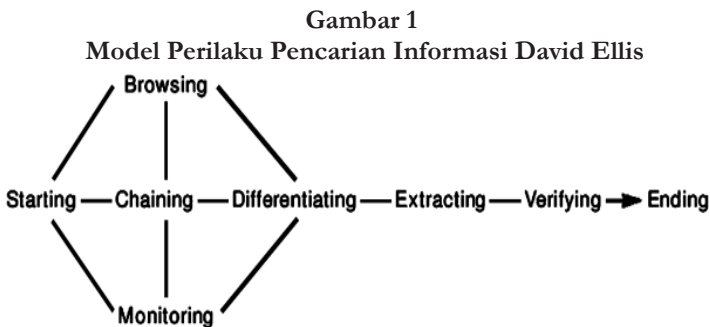 Gambar 1
Model Perilaku Pencarian Informasi David Ellis
Browsing
Starting Chaining Differentiating Extracting Verifying Ending
Monitoring